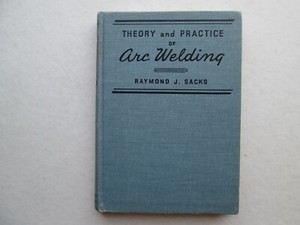 THEORY and PRACTICE
OF
Arc Welding
RAYMOND J. SACKS